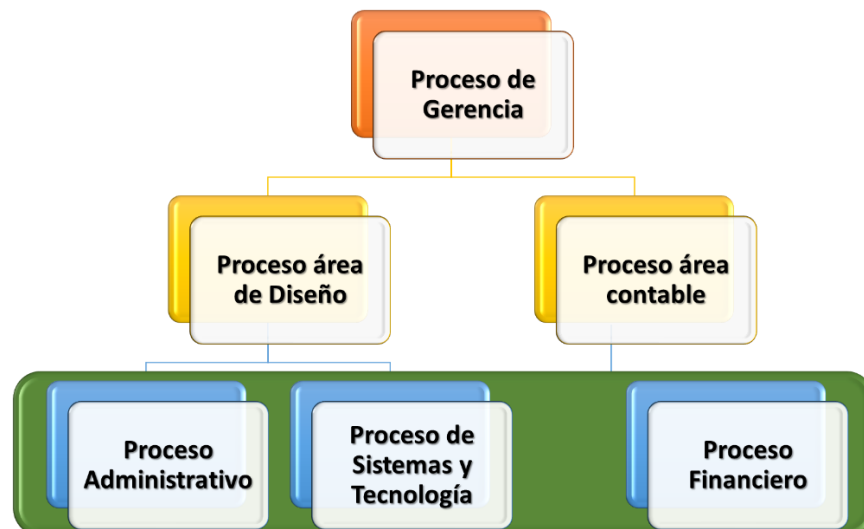 Proceso de
Gerencia
Proceso área
de Diseño
Proceso área
contable
Proceso
Administrativo
Proceso de
Sistemas y
Tecnología
Proceso
Financiero